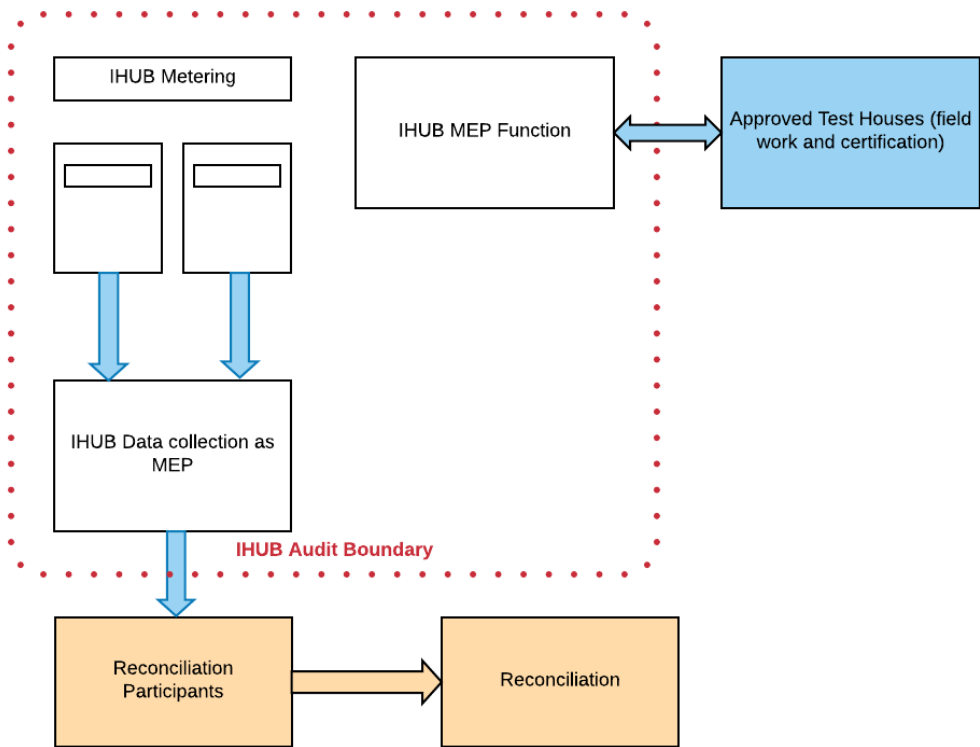 IHUB Metering
IHUB MEP Function
Approved Test Houses (field
work and certification)
IHUB Data collection as
MEP
IHUB Audit Boundary
Reconciliation
Participants
Reconciliation